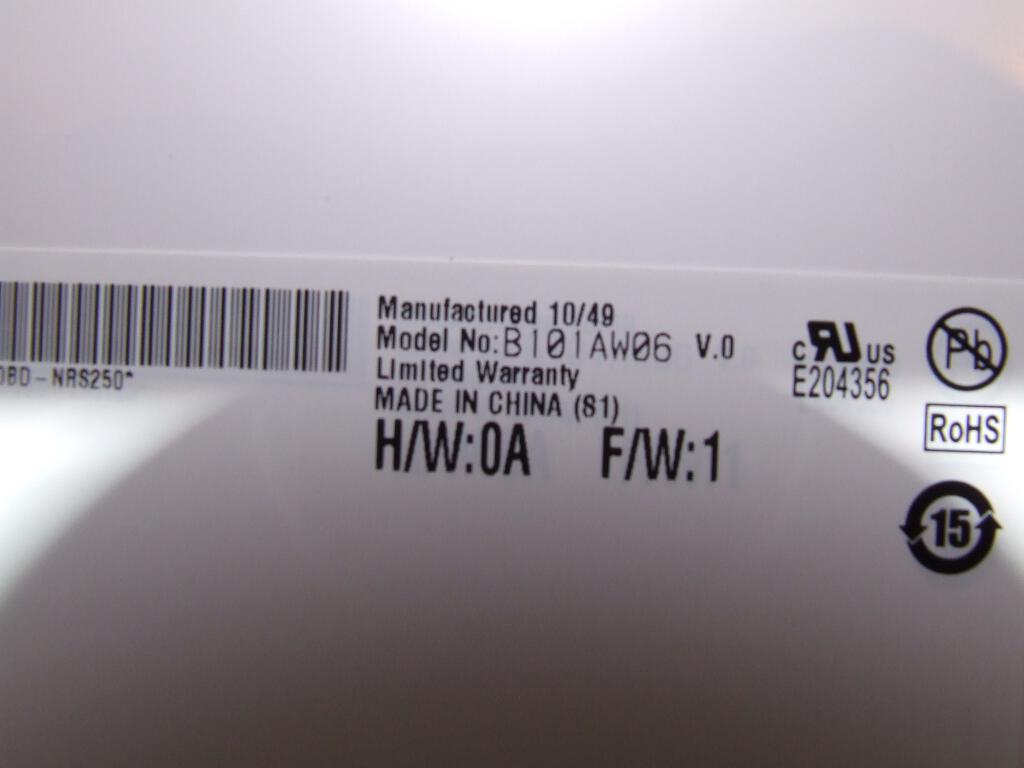 Manufactured 10/49
Model No:B101AW06 V.0
Limited Warranty
MADE IN CHINA (S1)
H/W:0A F/W:1
0BD-NRS250*
c RU US
E204356
Pb
RoHS
15